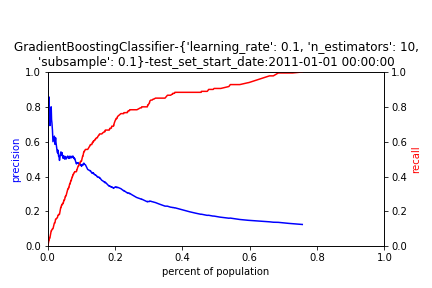 GradientBoostingClassifier-{'learning_rate': 0.1, 'n_estimators': 10,
'subsample': 0.1}-test_set_start_date:2011-01-01 00:00:00
1.0
0.8
0.6
0.4
0.2
0.0
precision
1.0
0.8
0.6
0.4
0.2
0.0
recall
0.0 0.2 0.4 0.6 0.8 1.0
percent of population